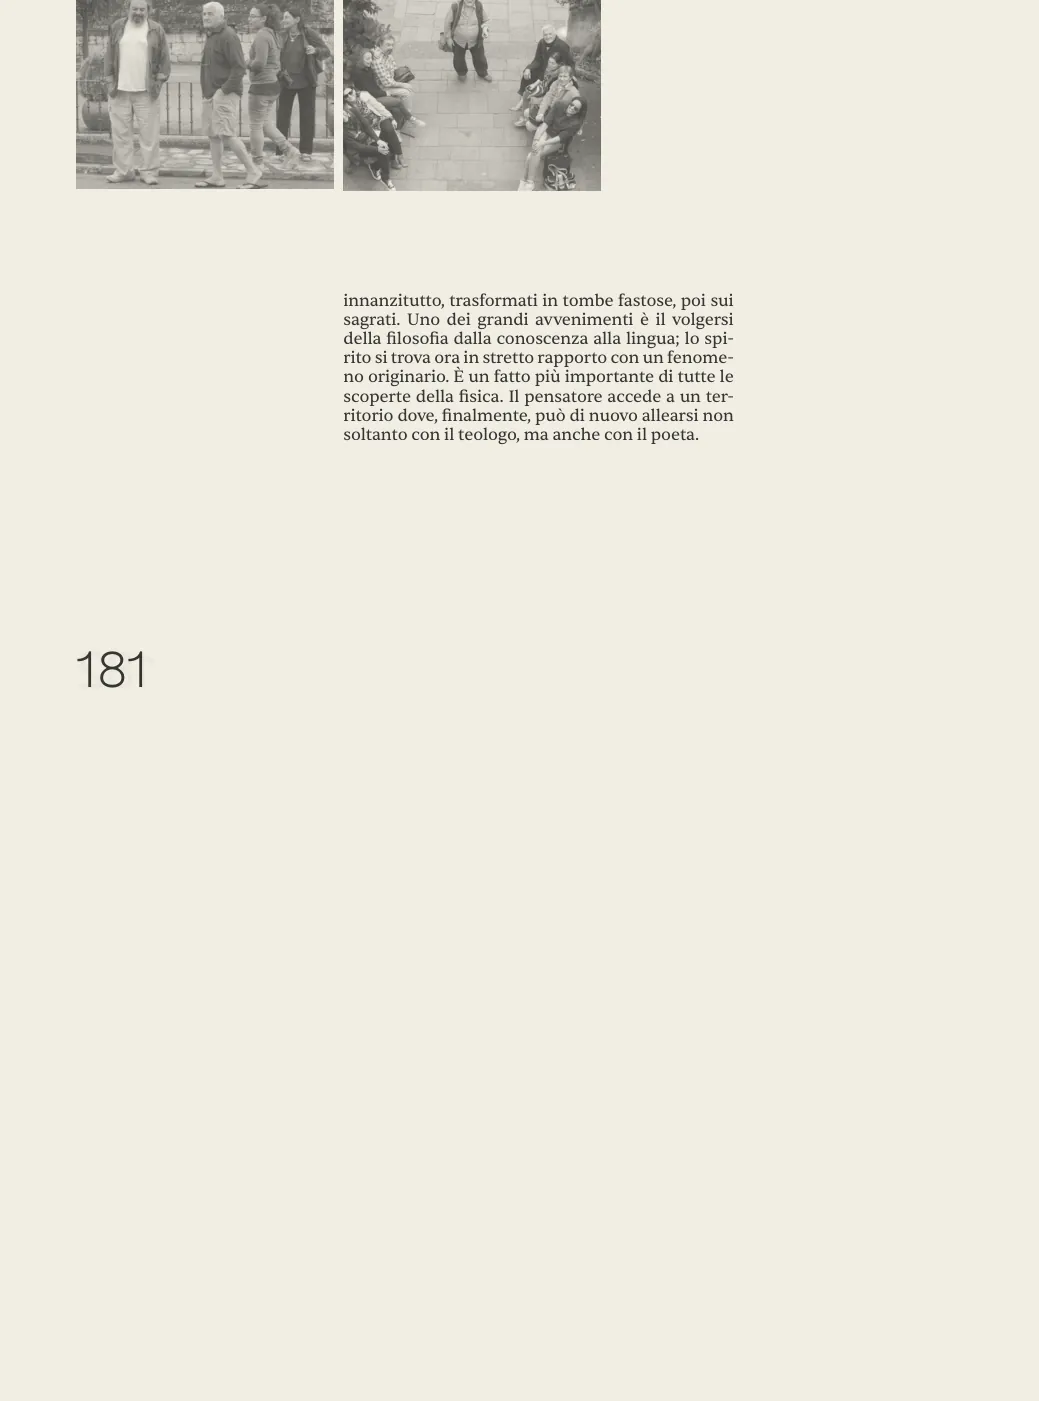 innanzitutto, trasformati in tombe fastose, poi sui
sagrati. Uno dei grandi avvenimenti è il volgersi
della filosofia dalla conoscenza alla lingua; lo spi-
rito si trova ora in stretto rapporto con un fenome-
no originario. È un fatto più importante di tutte le
scoperte della fisica. Il pensatore accede a un ter-
ritorio dove, finalmente, può di nuovo allearsi non
soltanto con il teologo, ma anche con il poeta.
181